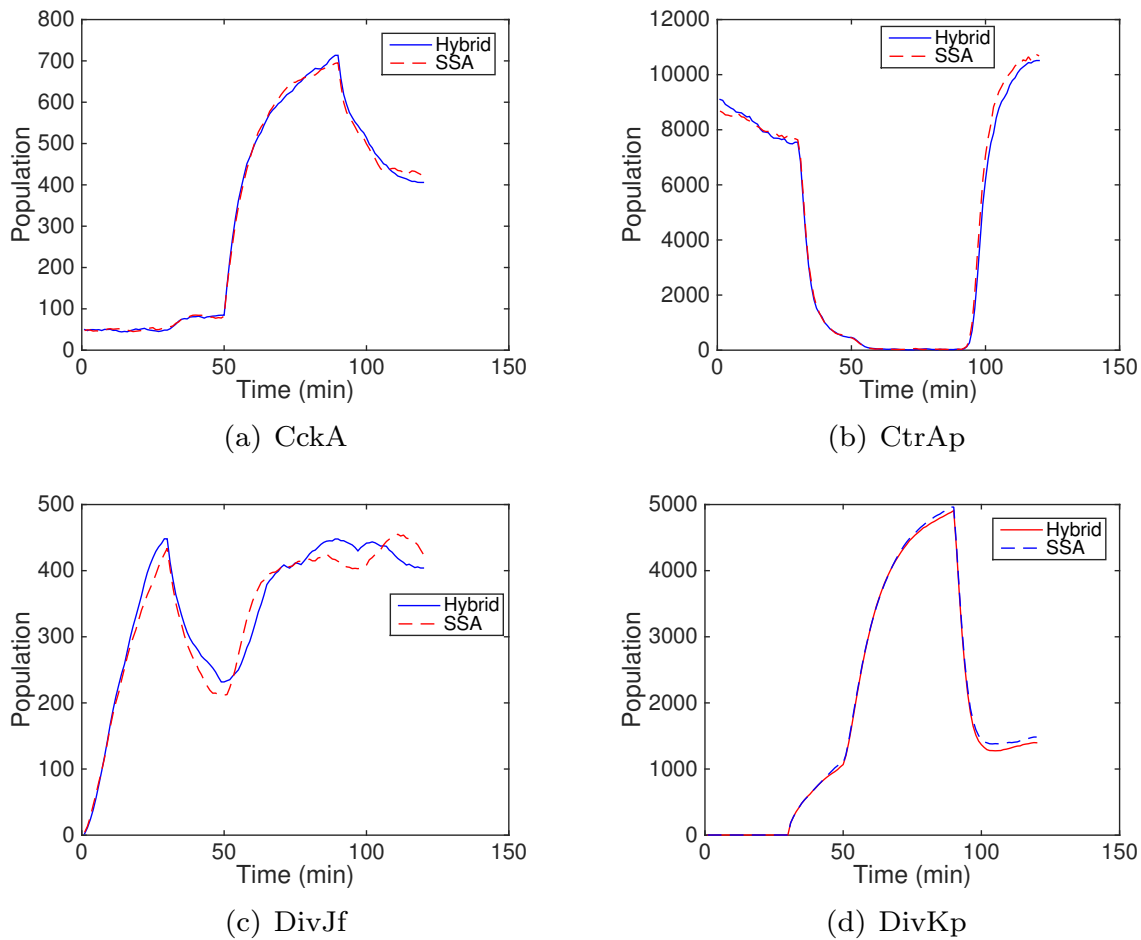 800
700
600
500
400
300
200
100
0
Population
0 50 100 150
Time (min)
Hybrid
SSA
(a) CckA
12000
10000
8000
6000
4000
2000
0
Population
0 50 100 150
Time (min)
Hybrid
SSA
(b) CtrAp
500
400
300
200
100
0
Population
0 50 100 150
Time (min)
Hybrid
SSA
(c) DivJf
5000
4000
3000
2000
1000
0
Population
0 50 100 150
Time (min)
Hybrid
SSA
(d) DivKp